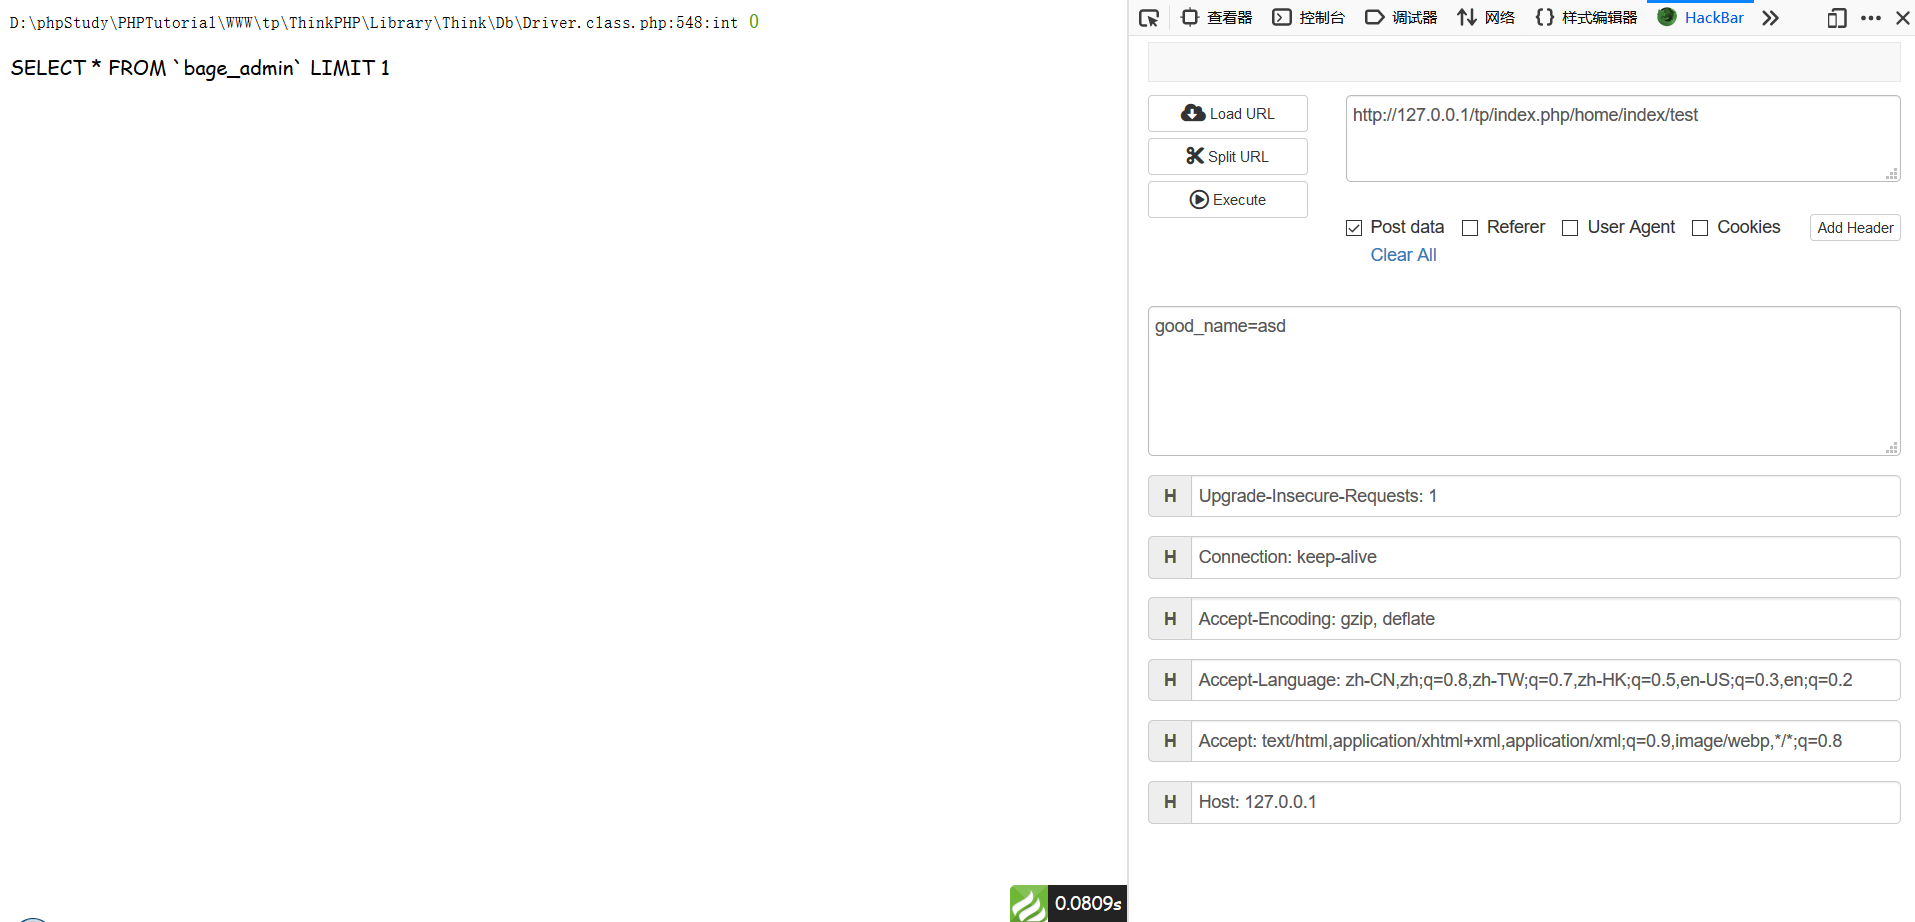 D:\phpStudy\PHPTutorial\WWW\tp\ThinkPHP\Library\Think\Db\Driver.class.php:548:int 0
SELECT * FROM `bage_admin` LIMIT 1
0.0809s
查看器 控制台 调试器 网络 样式编辑器 HackBar
Load URL
http://127.0.0.1/tp/index.php/home/index/test
Split URL
Execute
Post data Referer User Agent Cookies Add Header
Clear All
good_name=asd
H Upgrade-Insecure-Requests: 1
H Connection: keep-alive
H Accept-Encoding: gzip, deflate
H Accept-Language: zh-CN,zh;q=0.8,zh-TW;q=0.7,zh-HK;q=0.5,en-US;q=0.3,en;q=0.2
H Accept: text/html,application/xhtml+xml,application/xml;q=0.9,image/webp,*/*;q=0.8
H Host: 127.0.0.1